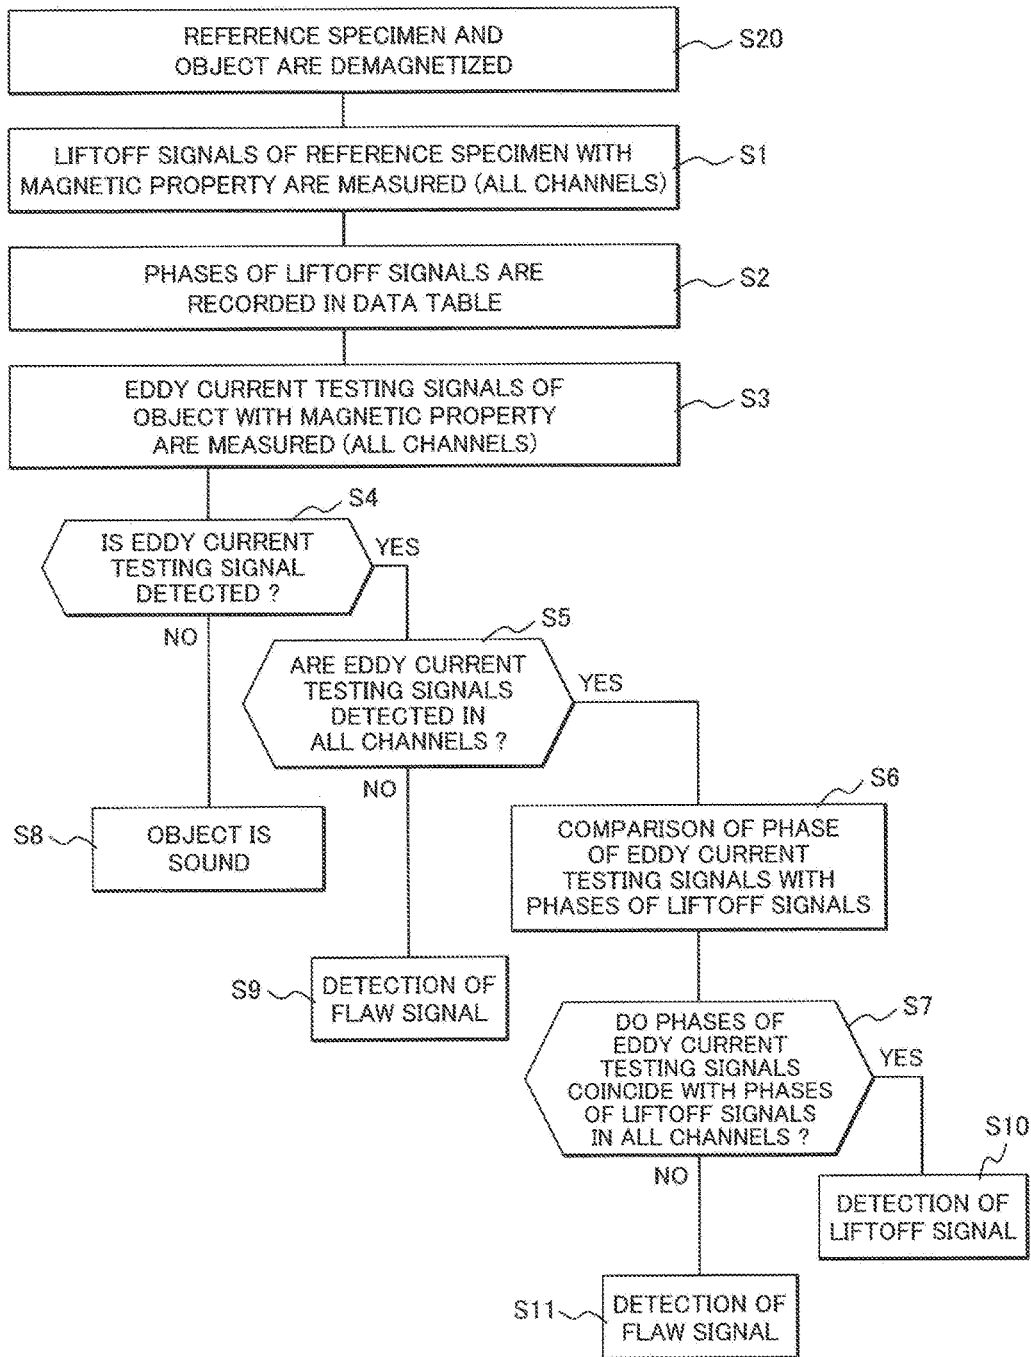 REFERENCE SPECIMEN AND
OBJECT ARE DEMAGNETIZED
S20
LIFTOFF SIGNALS OF REFERENCE SPECIMEN WITH
MAGNETIC PROPERTY ARE MEASURED (ALL CHANNELS)
S1
PHASES OF LIFTOFF SIGNALS ARE
RECORDED IN DATA TABLE
S2
EDDY CURRENT TESTING SIGNALS OF
OBJECT WITH MAGNETIC PROPERTY
ARE MEASURED (ALL CHANNELS)
S3
S4
IS EDDY CURRENT
TESTING SIGNAL
DETECTED ?
YES
NO
S5
ARE EDDY CURRENT
TESTING SIGNALS
DETECTED IN
ALL CHANNELS ?
YES
NO
S8
OBJECT IS
SOUND
S6
COMPARISON OF PHASE
OF EDDY CURRENT
TESTING SIGNALS WITH
PHASES OF LIFTOFF SIGNALS
S9
DETECTION OF
FLAW SIGNAL
S7
DO PHASES OF
EDDY CURRENT
TESTING SIGNALS
COINCIDE WITH PHASES
OF LIFTOFF SIGNALS
IN ALL CHANNELS ?
YES
NO
S10
DETECTION OF
LIFTOFF SIGNAL
S11
DETECTION OF
FLAW SIGNAL